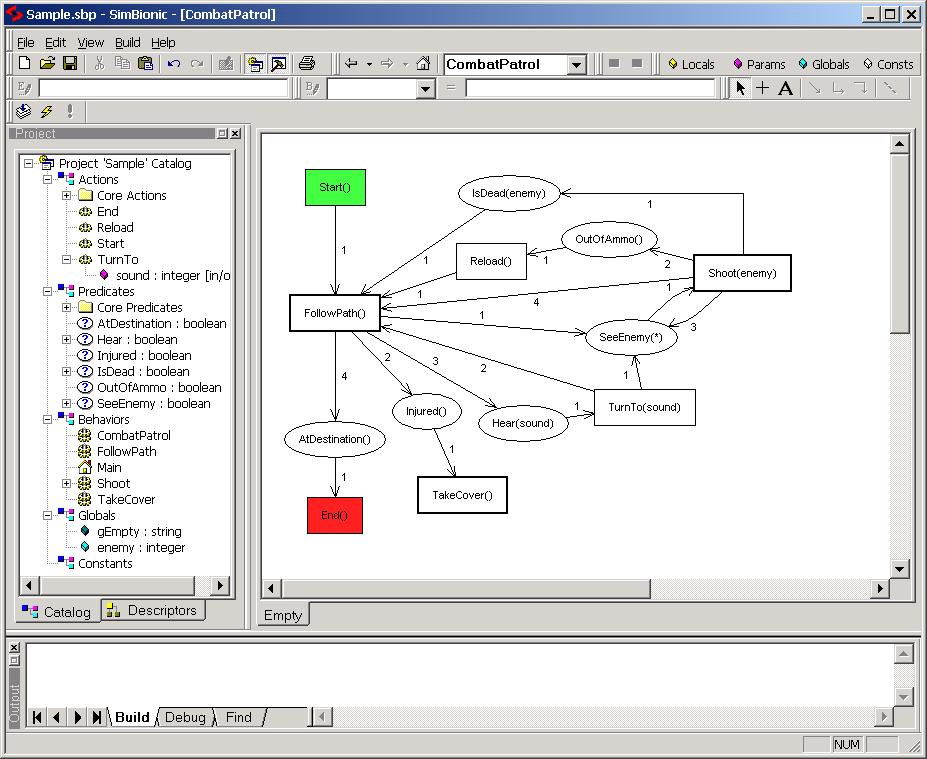 Sample.sbp - SimBionic - [CombatPatrol]
File Edit View Build Help
CombatPatrol Locals Params Globals Consts
E/ B/ = A
Project
Project 'Sample' Catalog
Actions
Core Actions
End
Reload
Start
TurnTo
sound : integer [in/o
Predicates
Core Predicates
AtDestination : boolean
Hear : boolean
Injured : boolean
IsDead : boolean
OutOfAmmo : boolean
SeeEnemy : boolean
Behaviors
CombatPatrol
FollowPath
Main
Shoot
TakeCover
Globals
gEmpty : string
enemy : integer
Constants
Catalog Descriptors
Start() IsDead(enemy)
1
OutOfAmmo()
1 1 Reload() 1 2 Shoot(enemy)
1 4 1
FollowPath() 1 3
SeeEnemy(*)
4 2 3 2 1
Injured() 1 TurnTo(sound)
Hear(sound)
AtDestination() 1
1 TakeCover()
End()
Empty
Output
Build Debug Find
NUM